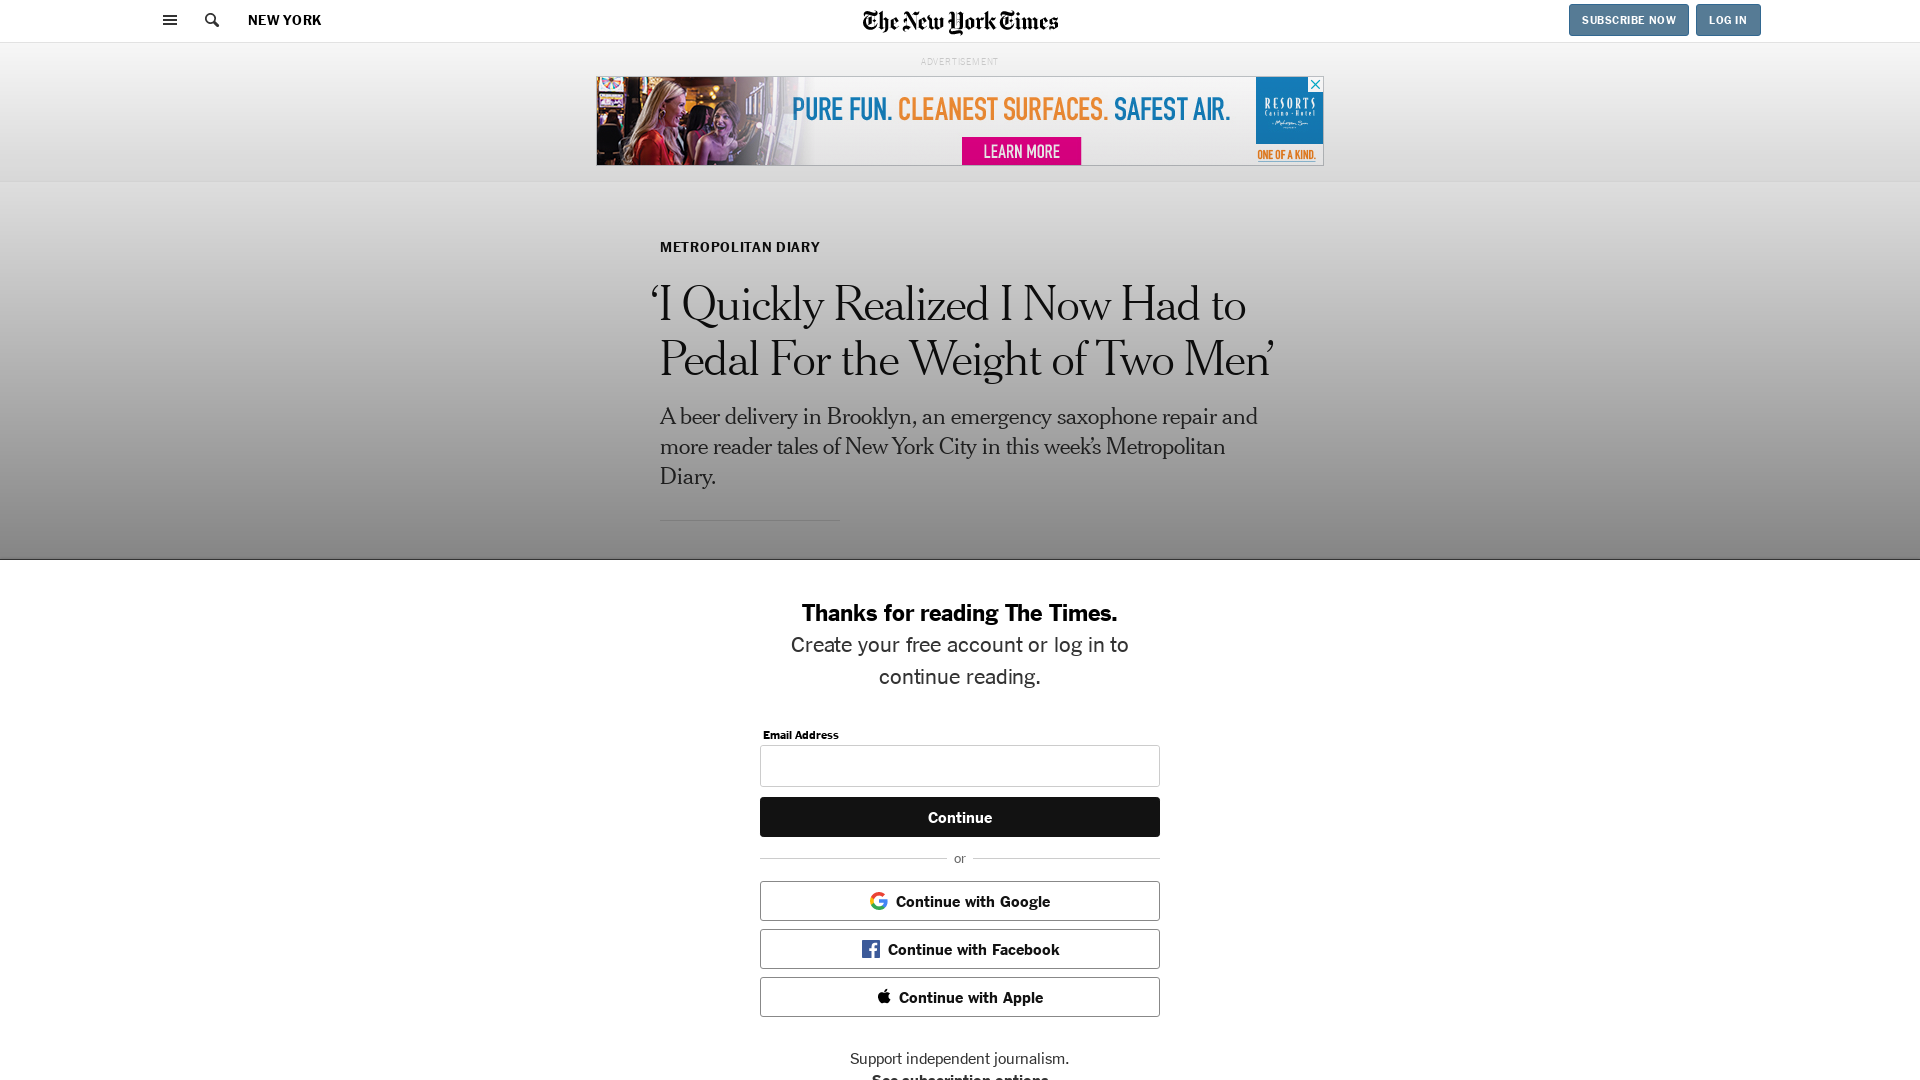 NEW YORK
The New York Times
SUBSCRIBE NOW
LOG IN
ADVERTISEMENT
PURE FUN. CLEANEST SURFACES. SAFEST AIR.
LEARN MORE
RESORTS
Casino • Hotel
ONE OF A KIND.
METROPOLITAN DIARY
‘I Quickly Realized I Now Had to
Pedal For the Weight of Two Men’
A beer delivery in Brooklyn, an emergency saxophone repair and
more reader tales of New York City in this week’s Metropolitan
Diary.
Thanks for reading The Times.
Create your free account or log in to
continue reading.
Email Address
Continue
or
Continue with Google
Continue with Facebook
Continue with Apple
Support independent journalism.
See subscription options